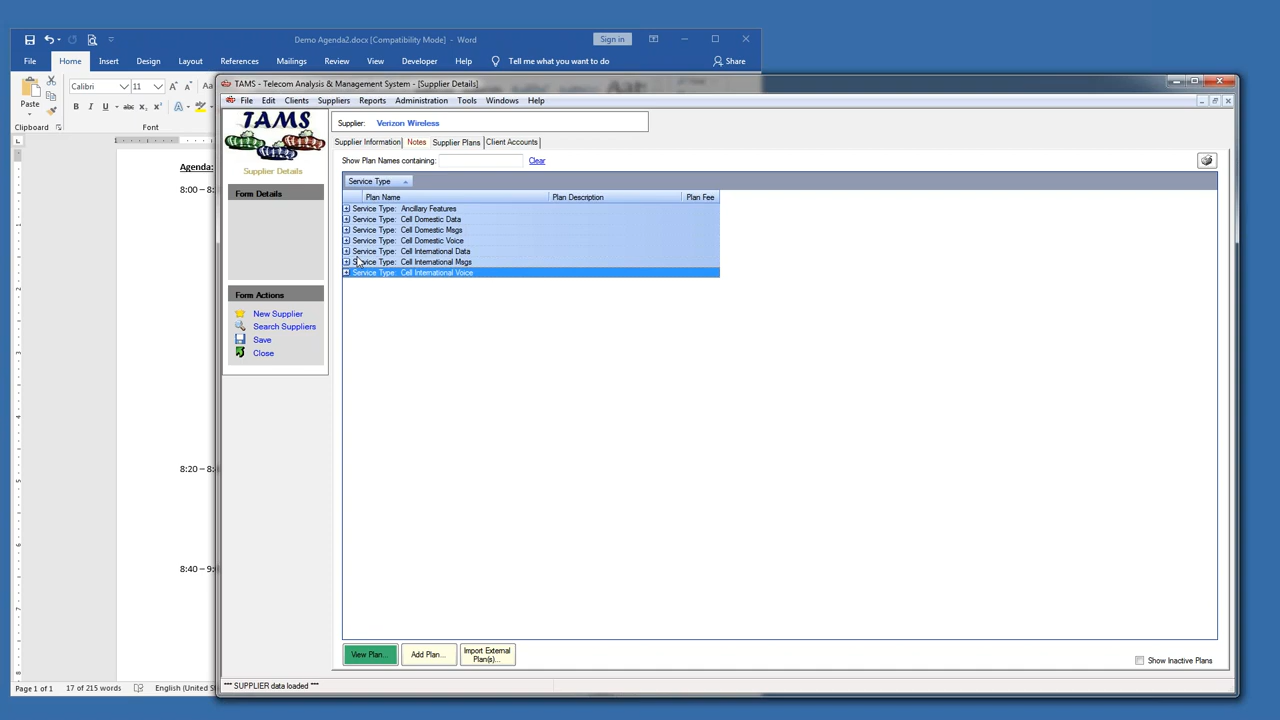 Demo Agenda2.docx [Compatibility Mode] - Word
Sign in
File Home Insert Design Layout References Mailings Review View Developer Help Tell me what you want to do Share
Paste
Calibri 11 A A Aa
B I U abc X₂ X² A
Clipboard Font
TAMS - Telecom Analysis & Management System - [Supplier Details]
File Edit Clients Suppliers Reports Administration Tools Windows Help
TAMS
Supplier Details
Form Details
Form Actions
New Supplier
Search Suppliers
Save
Close
Supplier: Verizon Wireless
Supplier Information Notes Supplier Plans Client Accounts
Show Plan Names containing: Clear
Service Type
Plan Name Plan Description Plan Fee
Service Type: Ancillary Features
Service Type: Cell Domestic Data
Service Type: Cell Domestic Msgs
Service Type: Cell Domestic Voice
Service Type: Cell International Data
Service Type: Cell International Msgs
Service Type: Cell International Voice
Agenda:
8:00 – 8:
8:20 – 8:
8:40 – 9:
View Plan... Add Plan... Import External Plan(s)...
Show Inactive Plans
*** SUPPLIER data loaded ***
Page 1 of 1 17 of 215 words English (United St